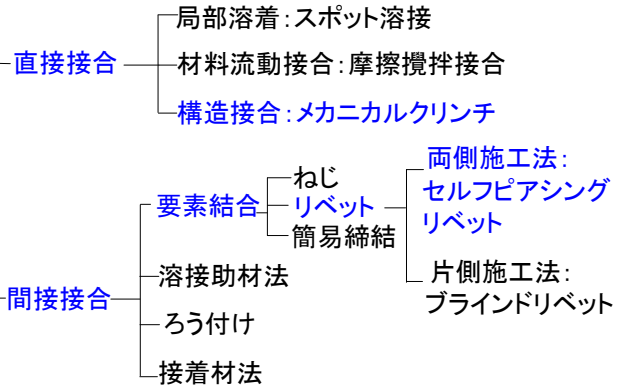 直接接合
局部溶着：スポット溶接
材料流動接合：摩擦攪拌接合
構造接合：メカニカルクリンチ
間接接合
要素結合
ねじ
リベット
簡易締結
両側施工法：
セルフピアシング
リベット
片側施工法：
ブラインドリベット
溶接助材法
ろう付け
接着材法